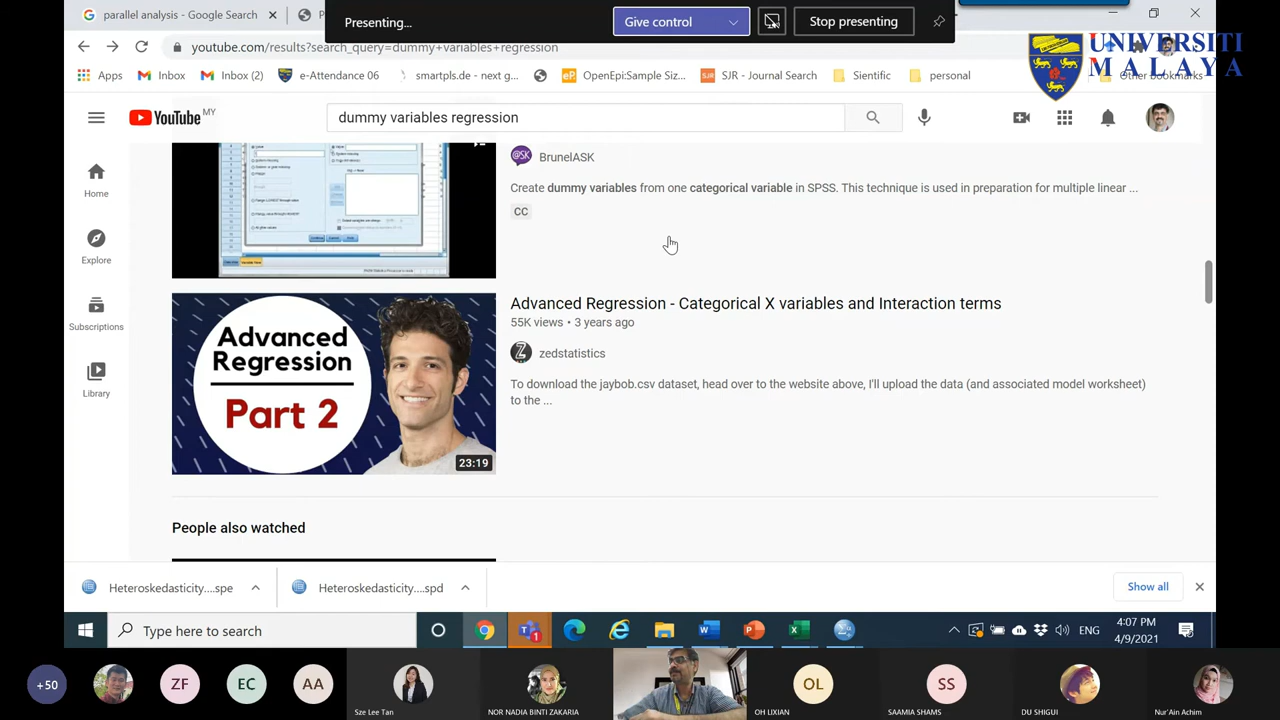 parallel analysis - Google Search
P
Presenting...
Give control
Stop presenting
youtube.com/results?search_query=dummy+variables+regression
UNIVERSITI
MALAYA
Apps
Inbox
Inbox (2)
e-Attendance 06
smartpls.de - next g...
OpenEpi:Sample Siz...
SJR - Journal Search
Sientific
personal
Other bookmarks
YouTube MY
dummy variables regression
Home
Explore
Subscriptions
Library
@SK
BrunelASK
Create dummy variables from one categorical variable in SPSS. This technique is used in preparation for multiple linear ...
CC
Advanced
Regression
Part 2
23:19
Advanced Regression - Categorical X variables and Interaction terms
55K views • 3 years ago
Z
zedstatistics
To download the jaybob.csv dataset, head over to the website above, I'll upload the data (and associated model worksheet)
to the ...
People also watched
Heteroskedasticity....spe
Heteroskedasticity....spd
Show all
Type here to search
1
ENG
4:07 PM
4/9/2021
+50
ZF
EC
AA
Sze Lee Tan
NOR NADIA BINTI ZAKARIA
OL
OH LIXIAN
SS
SAAMIA SHAMS
DU SHIGUI
Nur'Ain Achim